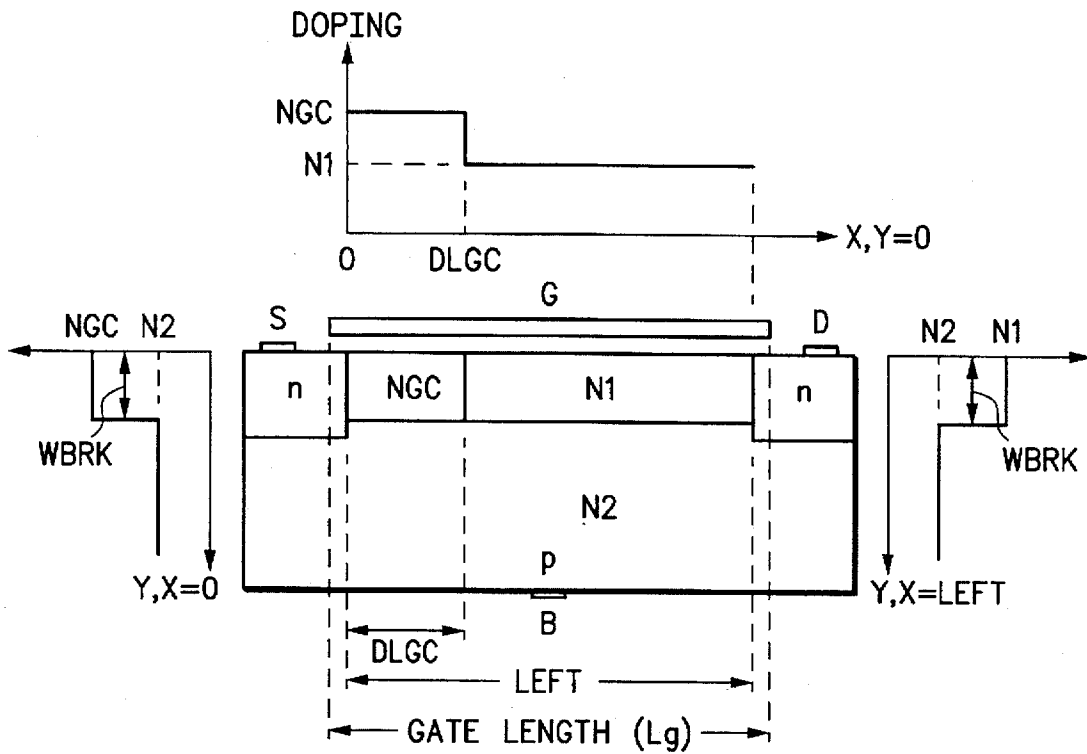 DOPING
NGC
N1
0
DLGC
X,Y=0
G
S
D
NGC
N2
N2
N1
n
NGC
N1
n
WBRK
WBRK
N2
p
Y,X=0
Y,X=LEFT
B
DLGC
LEFT
GATE LENGTH (Lg)